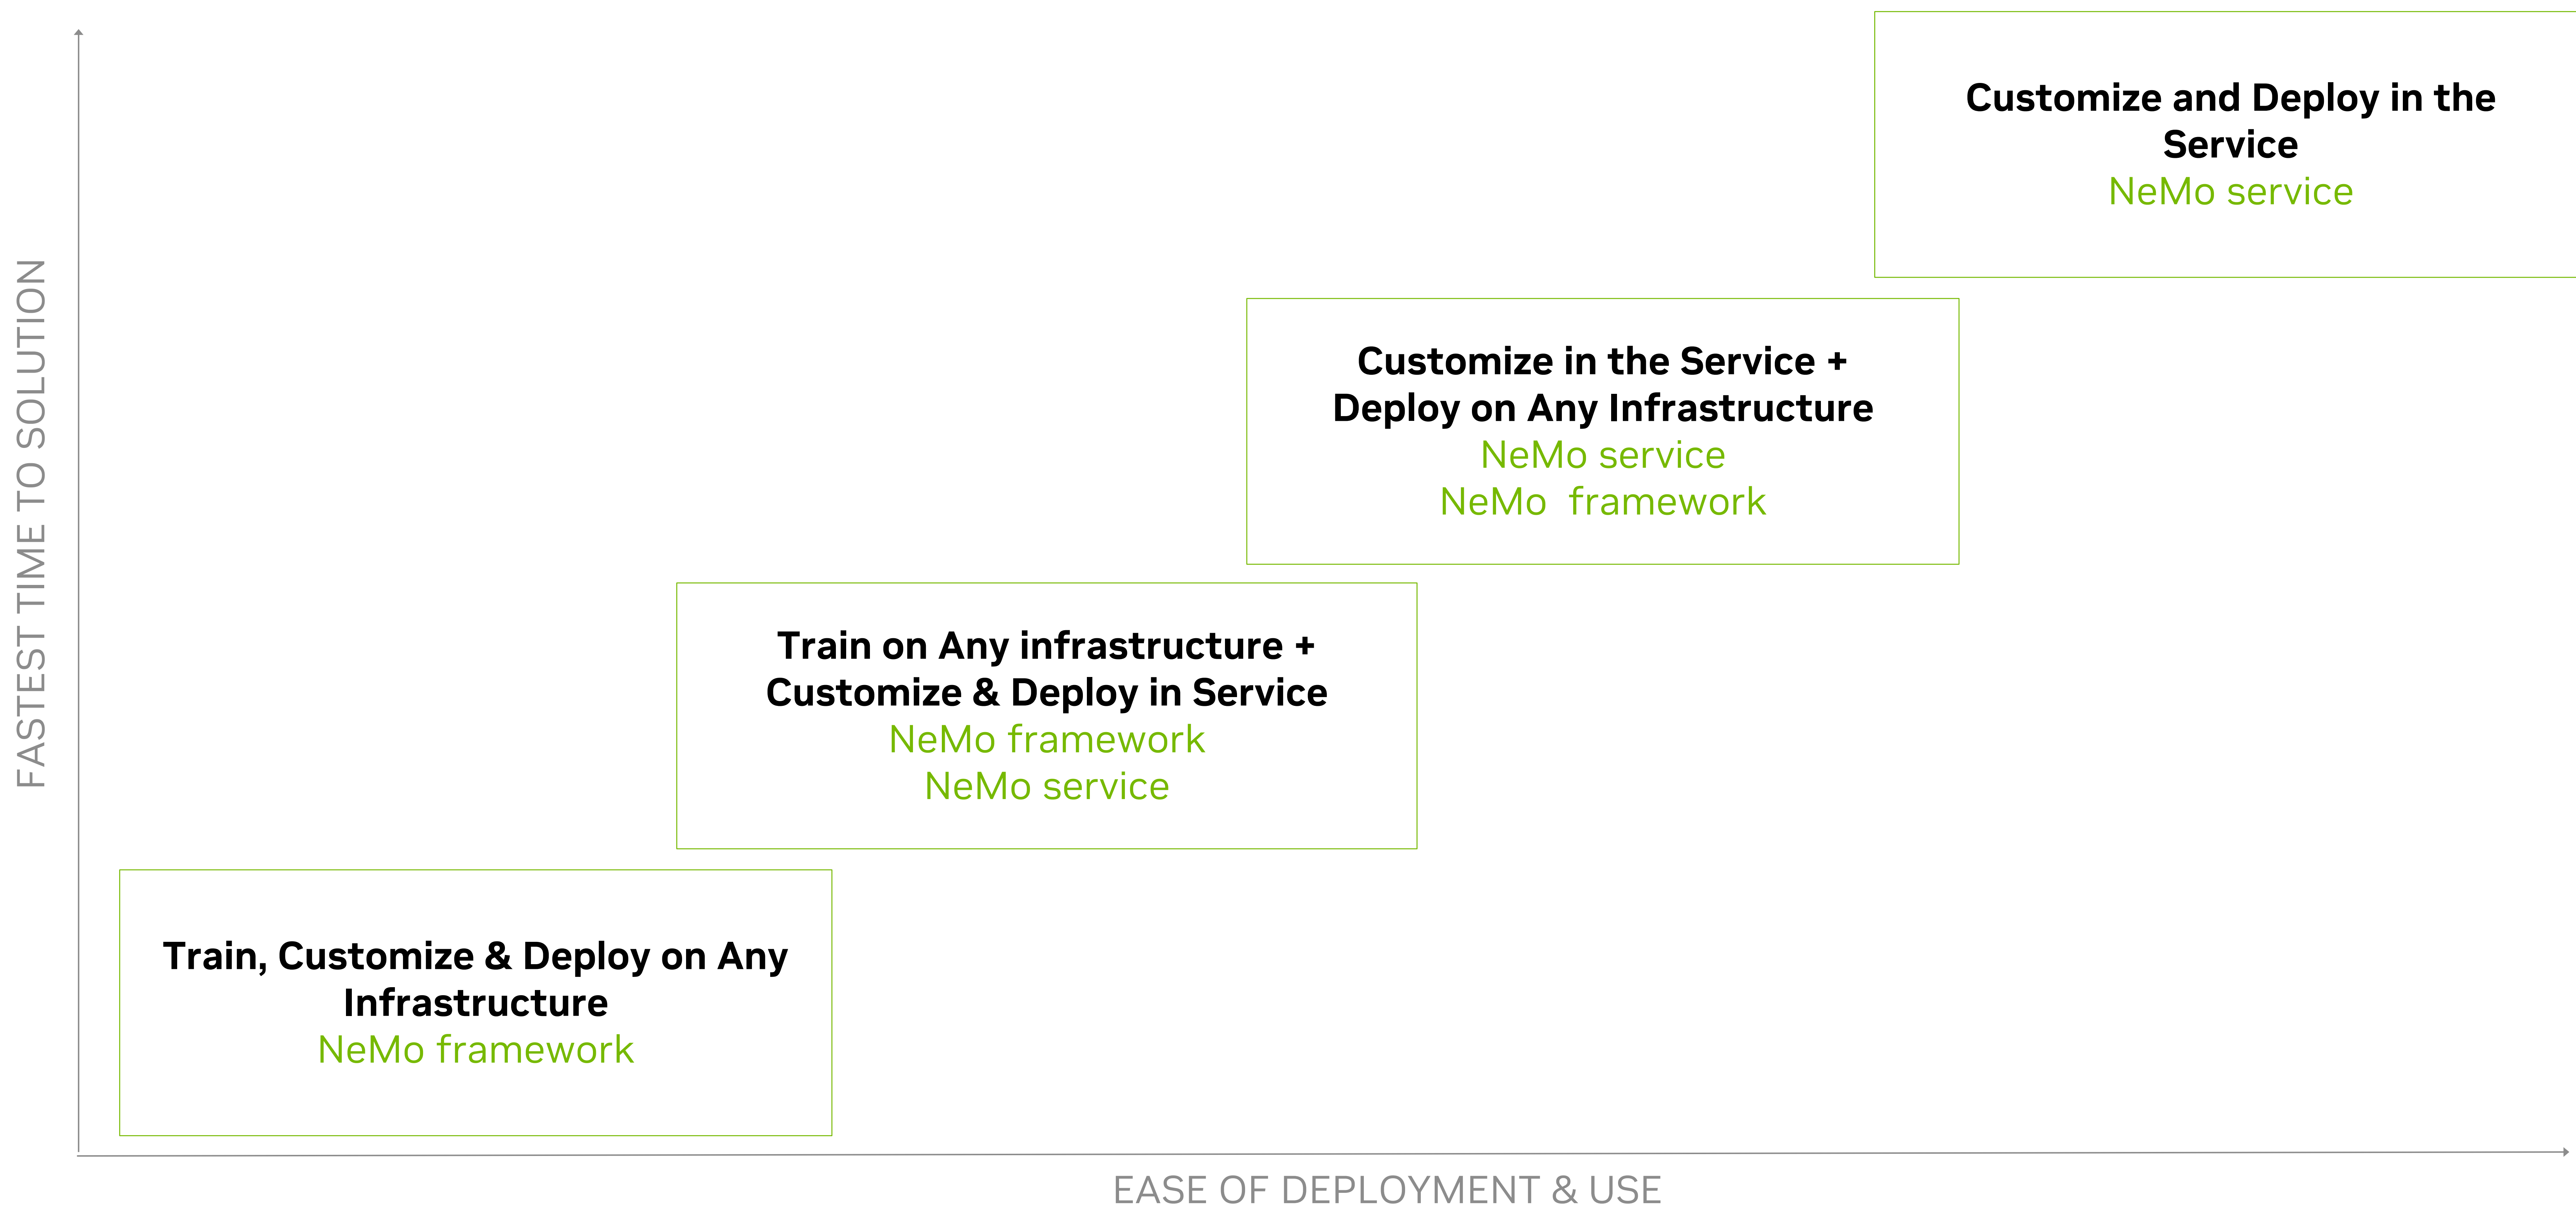 Customize and Deploy in the
Service
NeMo service
Customize in the Service +
Deploy on Any Infrastructure
NeMo service
NeMo  framework
Train on Any infrastructure +
Customize & Deploy in Service
NeMo framework
NeMo service
Train, Customize & Deploy on Any
Infrastructure
NeMo framework
FASTEST TIME TO SOLUTION
EASE OF DEPLOYMENT & USE